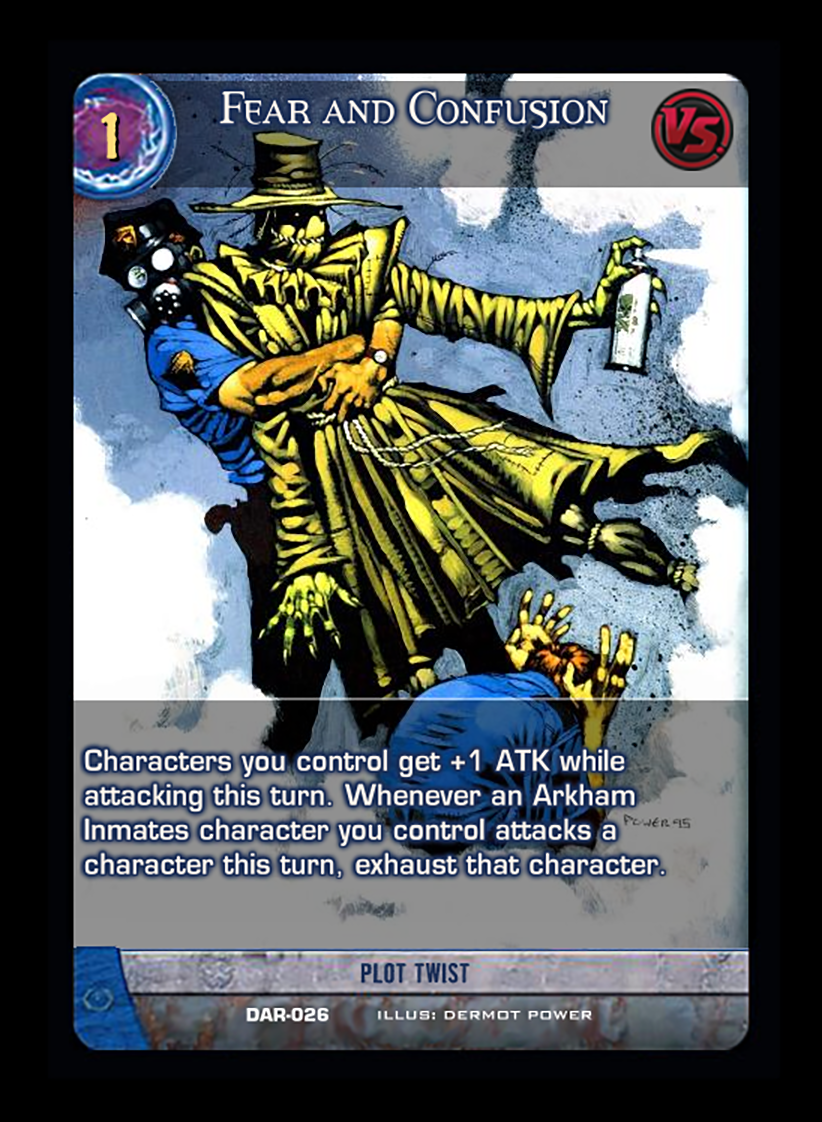 1
Fear and Confusion
VS.
Characters you control get +1 ATK while
attacking this turn. Whenever an Arkham
Inmates character you control attacks a
character this turn, exhaust that character.
POWER 95
PLOT TWIST
DAR-026 ILLUS: DERMOT POWER